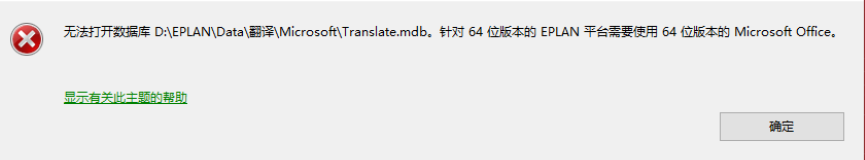 无法打开数据库 D:\EPLAN\Data\翻译\Microsoft\Translate.mdb。针对 64 位版本的 EPLAN 平台需要使用 64 位版本的 Microsoft Office。
显示有关此主题的帮助
确定